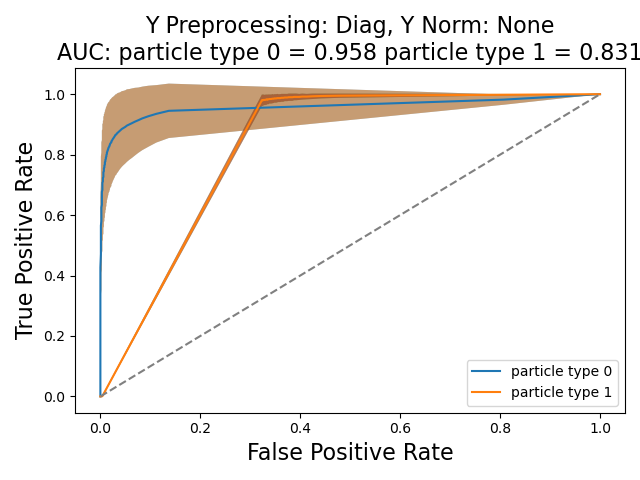 Y Preprocessing: Diag, Y Norm: None
AUC: particle type 0 = 0.958 particle type 1 = 0.831
True Positive Rate
1.0
0.8
0.6
0.4
0.2
0.0
particle type 0
particle type 1
0.0 0.2 0.4 0.6 0.8 1.0
False Positive Rate